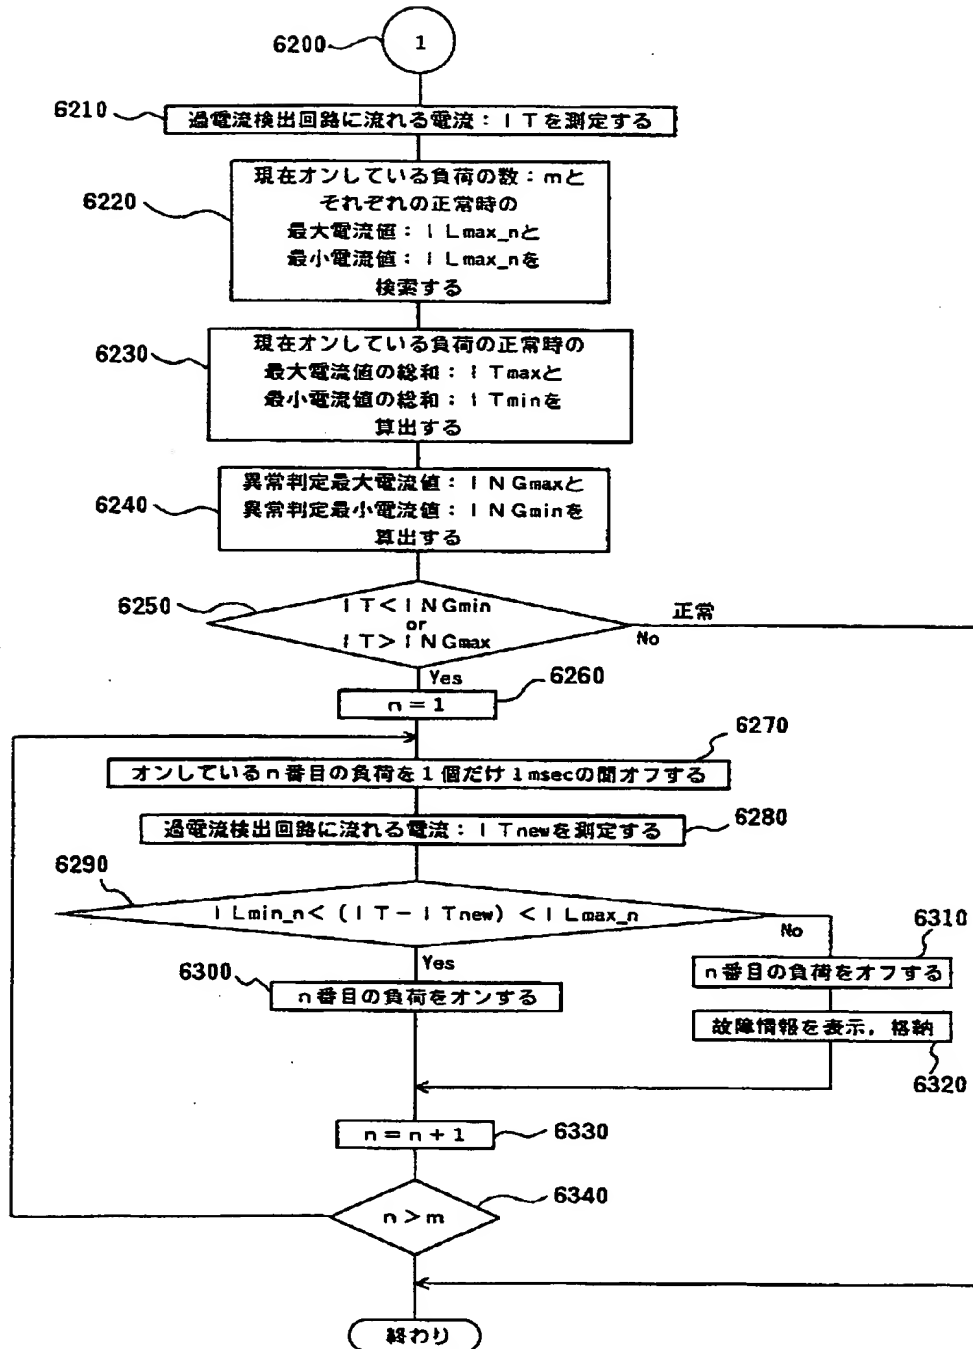 6200
1
6210
過電流検出回路に流れる電流：ITを測定する
6220
現在オンしている負荷の数：mと
それぞれの正常時の
最大電流値：ILmax_nと
最小電流値：ILmax_nを
検索する
6230
現在オンしている負荷の正常時の
最大電流値の総和：ITmaxと
最小電流値の総和：ITminを
算出する
6240
異常判定最大電流値：INGmaxと
異常判定最小電流値：INGminを
算出する
6250
IT<INGmin
or
IT>INGmax
正常
No
Yes
6260
n=1
6270
オンしているn番目の負荷を1個だけ1msecの間オフする
6280
過電流検出回路に流れる電流：ITnewを測定する
6290
ILmin_n<(IT-ITnew)<ILmax_n
No
Yes
6310
n番目の負荷をオフする
6300
n番目の負荷をオンする
故障情報を表示，格納
6320
n=n+1
6330
6340
n>m
終わり